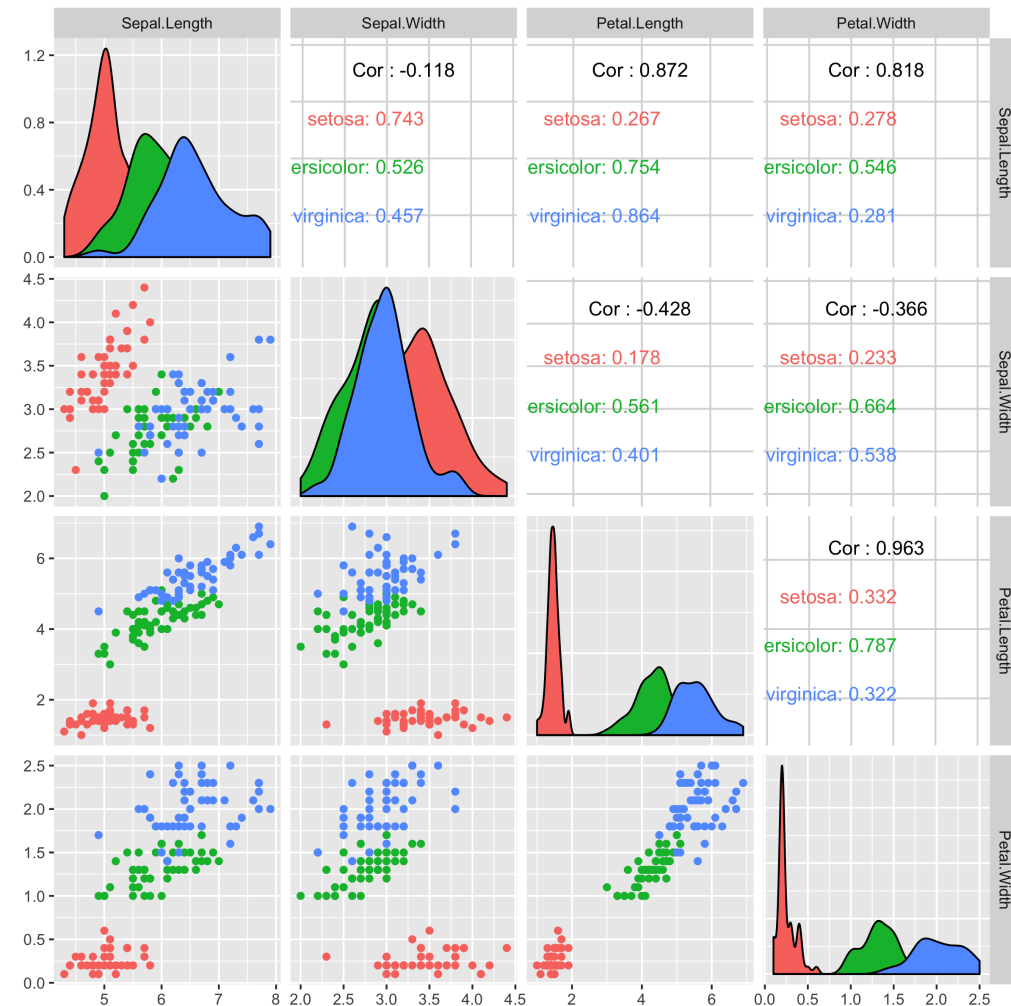 Sepal.Length Sepal.Width Petal.Length Petal.Width
1.2
0.8
0.4
0.0
Cor : -0.118
setosa: 0.743
ersicolor: 0.526
virginica: 0.457
Cor : 0.872
setosa: 0.267
ersicolor: 0.754
virginica: 0.864
Cor : 0.818
setosa: 0.278
ersicolor: 0.546
virginica: 0.281
Sepal.Length
4.5
4.0
3.5
3.0
2.5
2.0
Cor : -0.428
setosa: 0.178
ersicolor: 0.561
virginica: 0.401
Cor : -0.366
setosa: 0.233
ersicolor: 0.664
virginica: 0.538
Sepal.Width
6
4
2
Cor : 0.963
setosa: 0.332
ersicolor: 0.787
virginica: 0.322
Petal.Length
2.5
2.0
1.5
1.0
0.5
0.0
Petal.Width
5 6 7 8 2.0 2.5 3.0 3.5 4.0 4.5 2 4 6 0.0 0.5 1.0 1.5 2.0 2.5